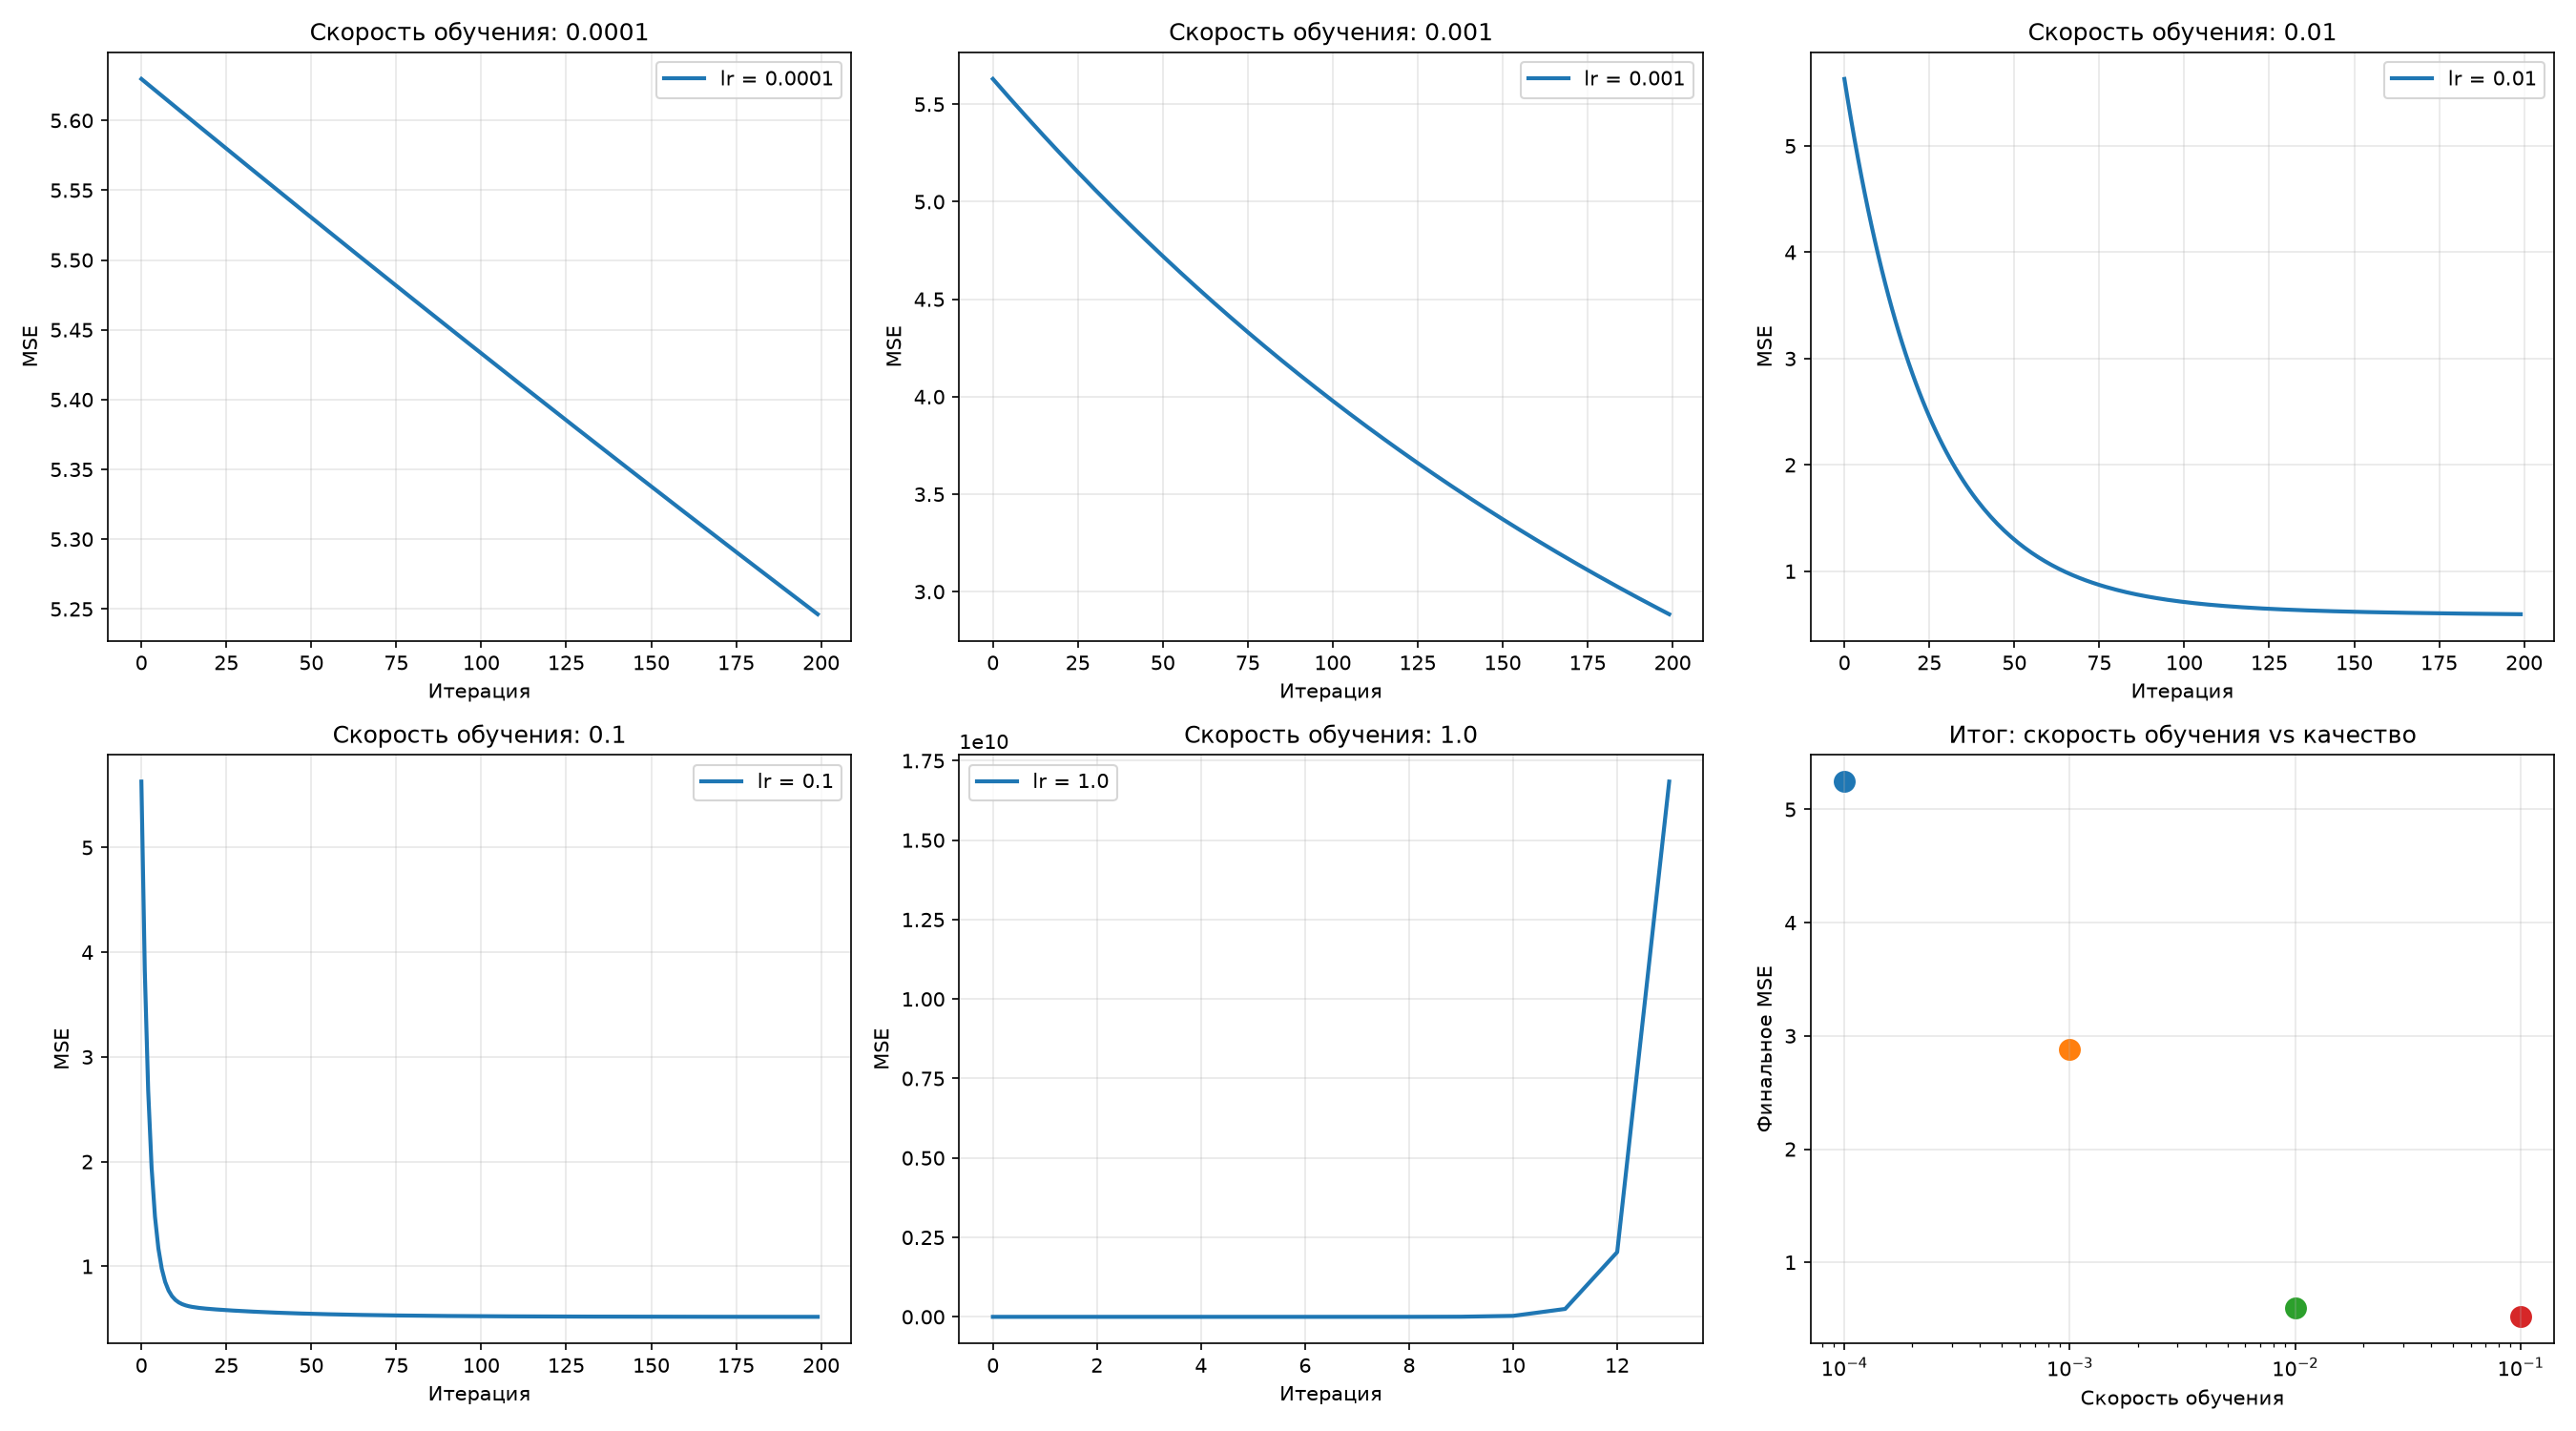 Скорость обучения: 0.0001
lr = 0.0001
MSE
5.60
5.55
5.50
5.45
5.40
5.35
5.30
5.25
0 25 50 75 100 125 150 175 200
Итерация
Скорость обучения: 0.001
lr = 0.001
MSE
5.5
5.0
4.5
4.0
3.5
3.0
0 25 50 75 100 125 150 175 200
Итерация
Скорость обучения: 0.01
lr = 0.01
MSE
5
4
3
2
1
0 25 50 75 100 125 150 175 200
Итерация
Скорость обучения: 0.1
lr = 0.1
MSE
5
4
3
2
1
0 25 50 75 100 125 150 175 200
Итерация
Скорость обучения: 1.0
1e10
lr = 1.0
MSE
1.75
1.50
1.25
1.00
0.75
0.50
0.25
0.00
0 2 4 6 8 10 12
Итерация
Итог: скорость обучения vs качество
Финальное MSE
5
4
3
2
1
10⁻⁴ 10⁻³ 10⁻² 10⁻¹
Скорость обучения